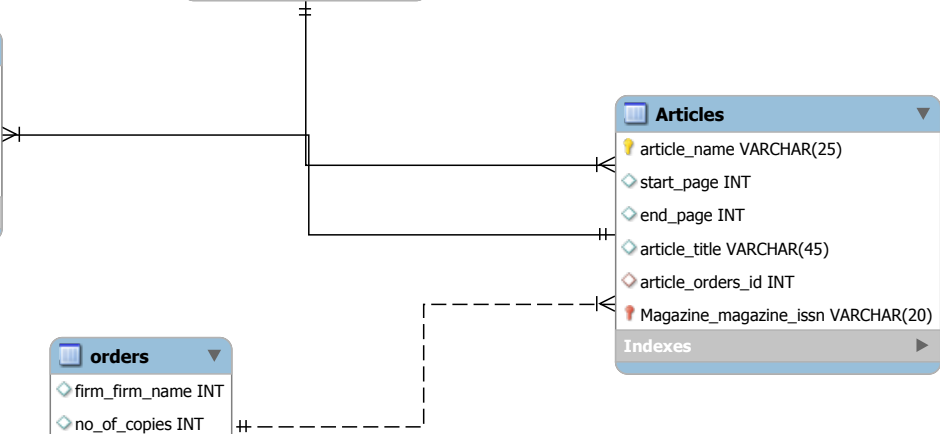 Articles
article_name VARCHAR(25)
start_page INT
end_page INT
article_title VARCHAR(45)
article_orders_id INT
Magazine_magazine_issn VARCHAR(20)
Indexes
orders
firm_firm_name INT
no_of_copies INT